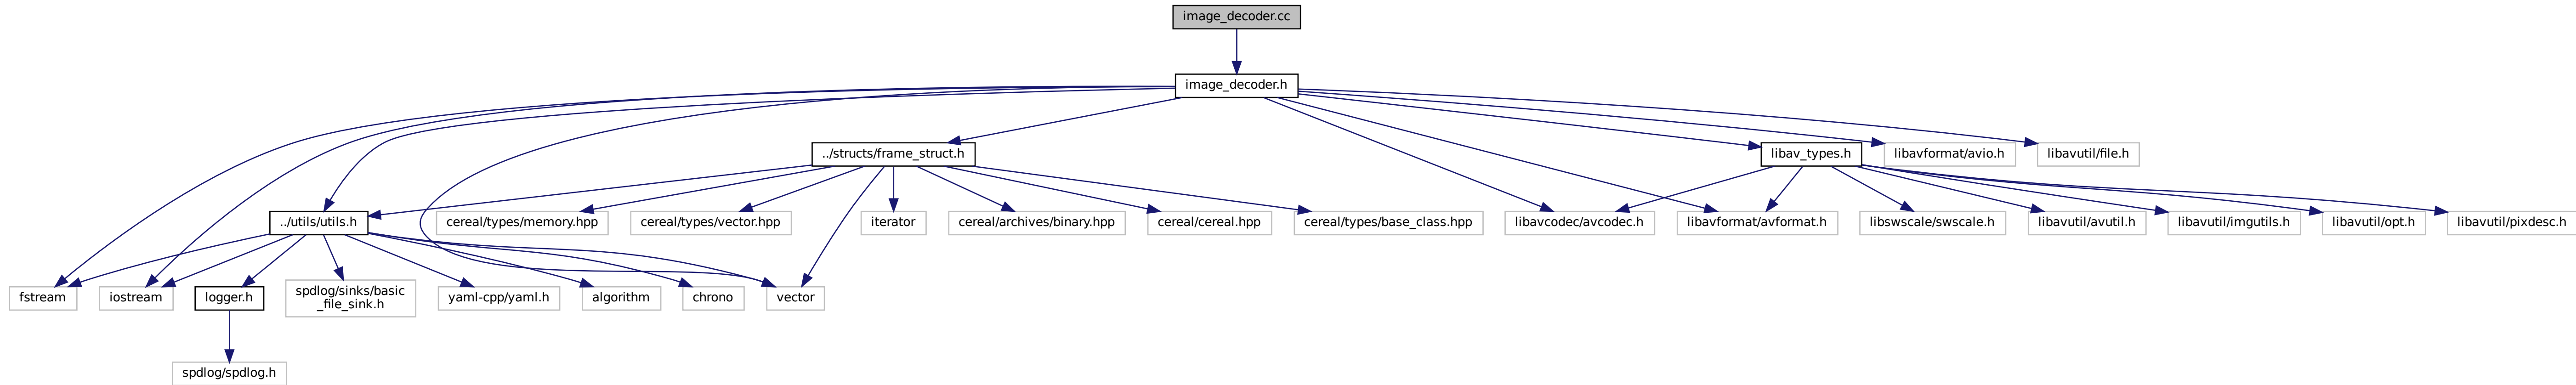 image_decoder.cc
image_decoder.h
../structs/frame_struct.h
libav_types.h
libavformat/avio.h
libavutil/file.h
../utils/utils.h
cereal/types/memory.hpp
cereal/types/vector.hpp
iterator
cereal/archives/binary.hpp
cereal/cereal.hpp
cereal/types/base_class.hpp
libavcodec/avcodec.h
libavformat/avformat.h
libswscale/swscale.h
libavutil/avutil.h
libavutil/imgutils.h
libavutil/opt.h
libavutil/pixdesc.h
fstream
iostream
logger.h
spdlog/sinks/basic
_file_sink.h
yaml-cpp/yaml.h
algorithm
chrono
vector
spdlog/spdlog.h